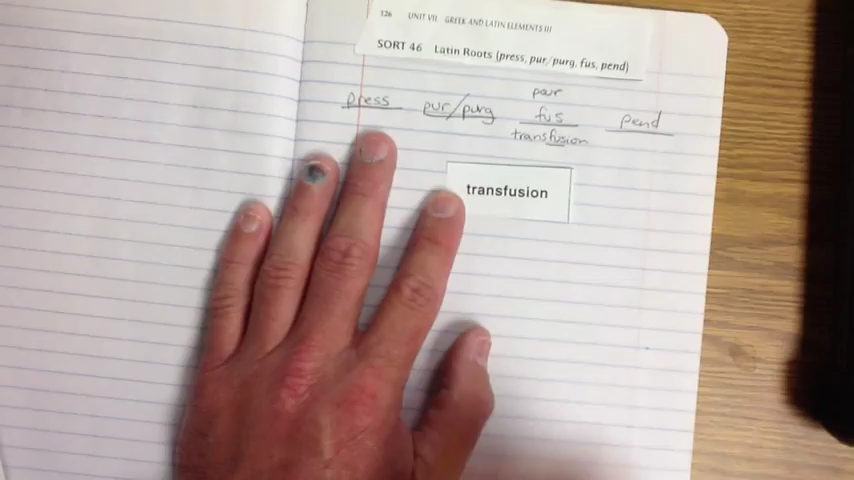 126 UNIT VII GREEK AND LATIN ELEMENTS III
SORT 46 Latin Roots (press, pur/purg, fus, pend)
pour
press pur/purg fus pend
transfusion
transfusion